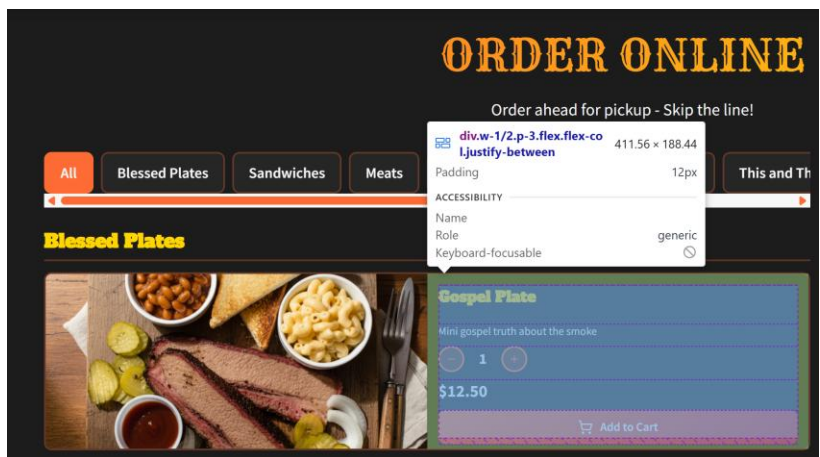 ORDER ONLINE
Order ahead for pickup - Skip the line!
div.w-1/2.p-3.flex.flex-co
l.justify-between
411.56 × 188.44
Padding 12px
ACCESSIBILITY
Name
Role generic
Keyboard-focusable
All Blessed Plates Sandwiches Meats This and Th
Blessed Plates
Gospel Plate
Mini gospel truth about the smoke
− 1 +
$12.50
Add to Cart